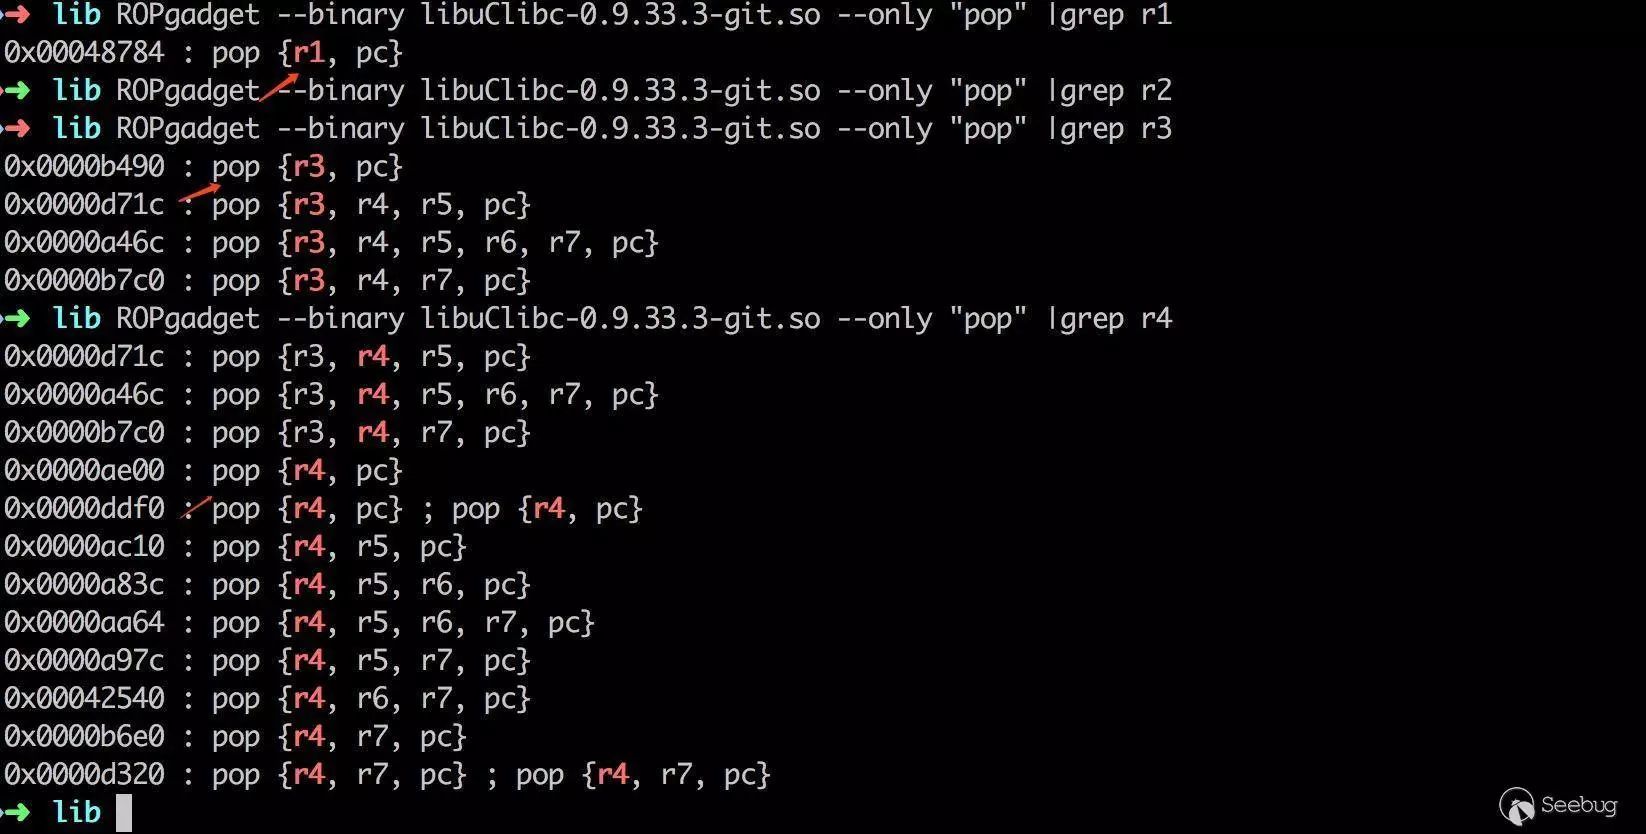 ➜ lib ROPgadget --binary libuClibc-0.9.33.3-git.so --only "pop" |grep r1
0x00048784 : pop {r1, pc}
➜ lib ROPgadget --binary libuClibc-0.9.33.3-git.so --only "pop" |grep r2
➜ lib ROPgadget --binary libuClibc-0.9.33.3-git.so --only "pop" |grep r3
0x0000b490 : pop {r3, pc}
0x0000d71c : pop {r3, r4, r5, pc}
0x0000a46c : pop {r3, r4, r5, r6, r7, pc}
0x0000b7c0 : pop {r3, r4, r7, pc}
➜ lib ROPgadget --binary libuClibc-0.9.33.3-git.so --only "pop" |grep r4
0x0000d71c : pop {r3, r4, r5, pc}
0x0000a46c : pop {r3, r4, r5, r6, r7, pc}
0x0000b7c0 : pop {r3, r4, r7, pc}
0x0000ae00 : pop {r4, pc}
0x0000ddf0 : pop {r4, pc} ; pop {r4, pc}
0x0000ac10 : pop {r4, r5, pc}
0x0000a83c : pop {r4, r5, r6, pc}
0x0000aa64 : pop {r4, r5, r6, r7, pc}
0x0000a97c : pop {r4, r5, r7, pc}
0x00042540 : pop {r4, r6, r7, pc}
0x0000b6e0 : pop {r4, r7, pc}
0x0000d320 : pop {r4, r7, pc} ; pop {r4, r7, pc}
➜ lib
Seebug